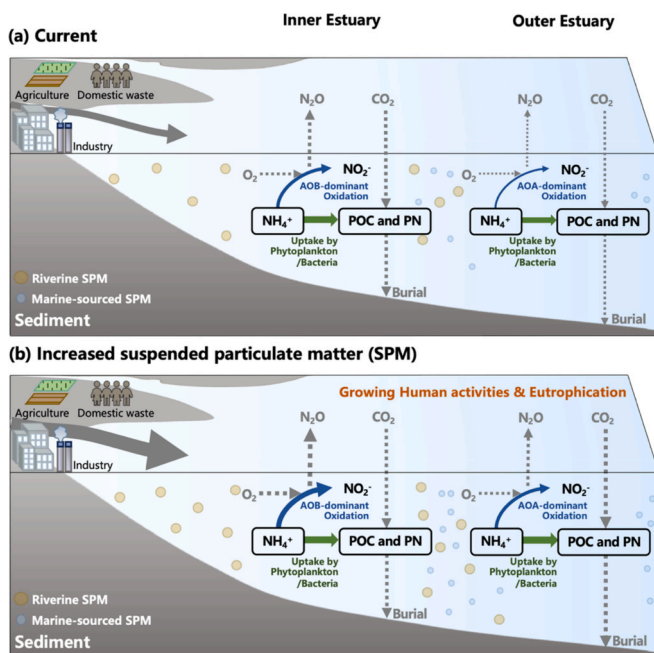 Inner Estuary
Outer Estuary
(a) Current
Agriculture
Domestic waste
Industry
N₂O
CO₂
N₂O
CO₂
O₂
NO₂⁻
O₂
NO₂⁻
AOB-dominant
Oxidation
AOA-dominant
Oxidation
NH₄⁺
POC and PN
NH₄⁺
POC and PN
Uptake by
Phytoplankton
/Bacteria
Uptake by
Phytoplankton
/Bacteria
Riverine SPM
Marine-sourced SPM
Burial
Burial
Sediment
(b) Increased suspended particulate matter (SPM)
Growing Human activities & Eutrophication
Agriculture
Domestic waste
Industry
N₂O
CO₂
N₂O
CO₂
O₂
NO₂⁻
O₂
NO₂⁻
AOB-dominant
Oxidation
AOA-dominant
Oxidation
NH₄⁺
POC and PN
NH₄⁺
POC and PN
Uptake by
Phytoplankton
/Bacteria
Uptake by
Phytoplankton
/Bacteria
Riverine SPM
Marine-sourced SPM
Burial
Burial
Sediment